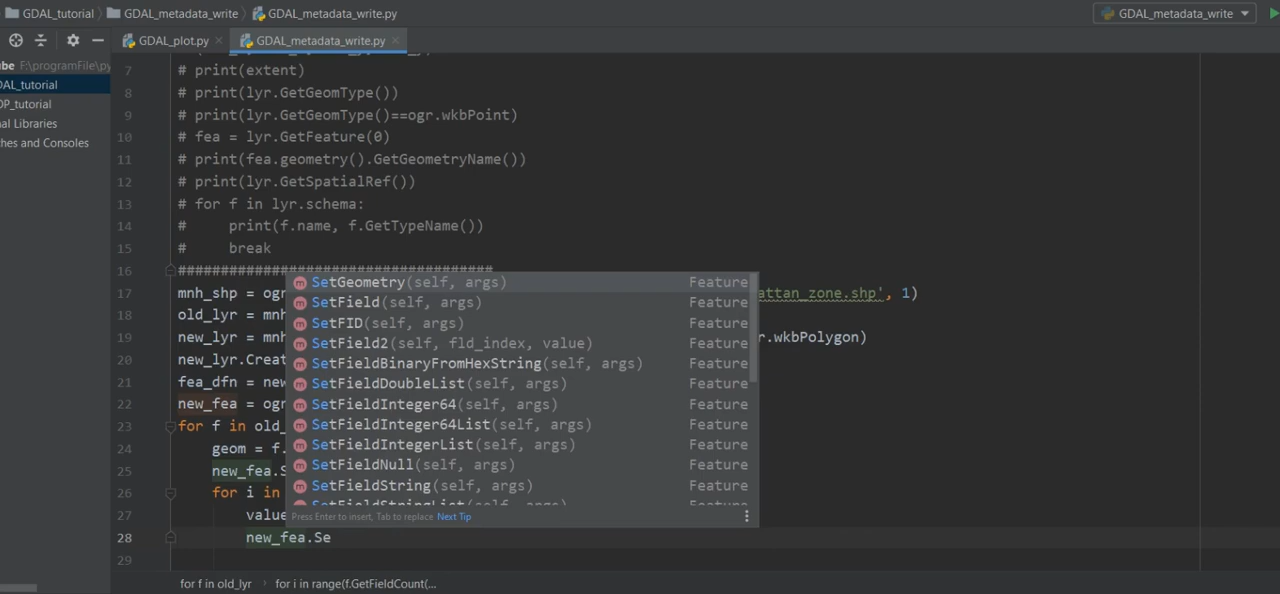 GDAL_tutorial GDAL_metadata_write GDAL_metadata_write.py GDAL_metadata_write
GDAL_plot.py GDAL_metadata_write.py
be F:\programFile\py
DAL_tutorial
OP_tutorial
nal Libraries
ches and Consoles
7 # print(extent)
8 # print(lyr.GetGeomType())
9 # print(lyr.GetGeomType()==ogr.wkbPoint)
10 # fea = lyr.GetFeature(0)
11 # print(fea.geometry().GetGeometryName())
12 # print(lyr.GetSpatialRef())
13 # for f in lyr.schema:
14 #     print(f.name, f.GetTypeName())
15 #     break
16 #####################################
17 mnh_shp = ogr attan_zone.shp', 1)
18 old_lyr = mnh
19 new_lyr = mnh r.wkbPolygon)
20 new_lyr.Creat
21 fea_dfn = new
22 new_fea = ogr
23 for f in old_
24 geom = f.
25 new_fea.S
26 for i in
27 value
28 new_fea.Se
29
SetGeometry(self, args) Feature
SetField(self, args) Feature
SetFID(self, args) Feature
SetField2(self, fld_index, value) Feature
SetFieldBinaryFromHexString(self, args) Feature
SetFieldDoubleList(self, args) Feature
SetFieldInteger64(self, args) Feature
SetFieldInteger64List(self, args) Feature
SetFieldIntegerList(self, args) Feature
SetFieldNull(self, args) Feature
SetFieldString(self, args) Feature
SetFieldStringList(self, args) Feature
Press Enter to insert, Tab to replace Next Tip
for f in old_lyr for i in range(f.GetFieldCount(...